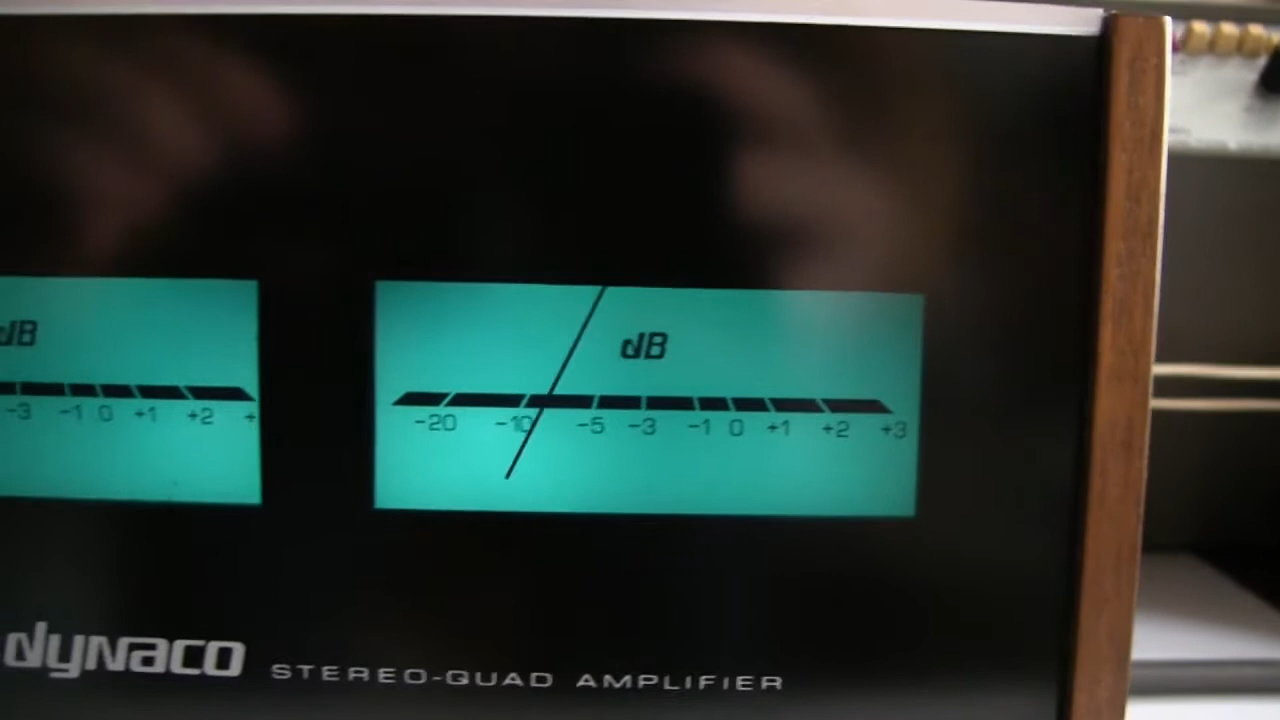 dB
-3 -1 0 +1 +2 +
dB
-20 -10 -5 -3 -1 0 +1 +2 +3
dynaco STEREO-QUAD AMPLIFIER